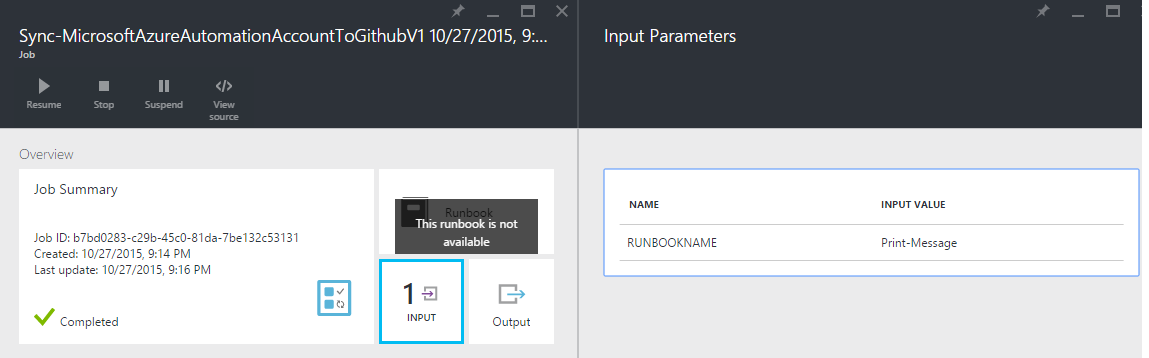 Sync-MicrosoftAzureAutomationAccountToGithubV1 10/27/2015, 9:...
Job
Resume
Stop
Suspend
View
source
Overview
Job Summary
Job ID: b7bd0283-c29b-45c0-81da-7be132c53131
Created: 10/27/2015, 9:14 PM
Last update: 10/27/2015, 9:16 PM
Completed
Runbook
This runbook is not
available
1
INPUT
Output
Input Parameters
NAME INPUT VALUE
RUNBOOKNAME Print-Message